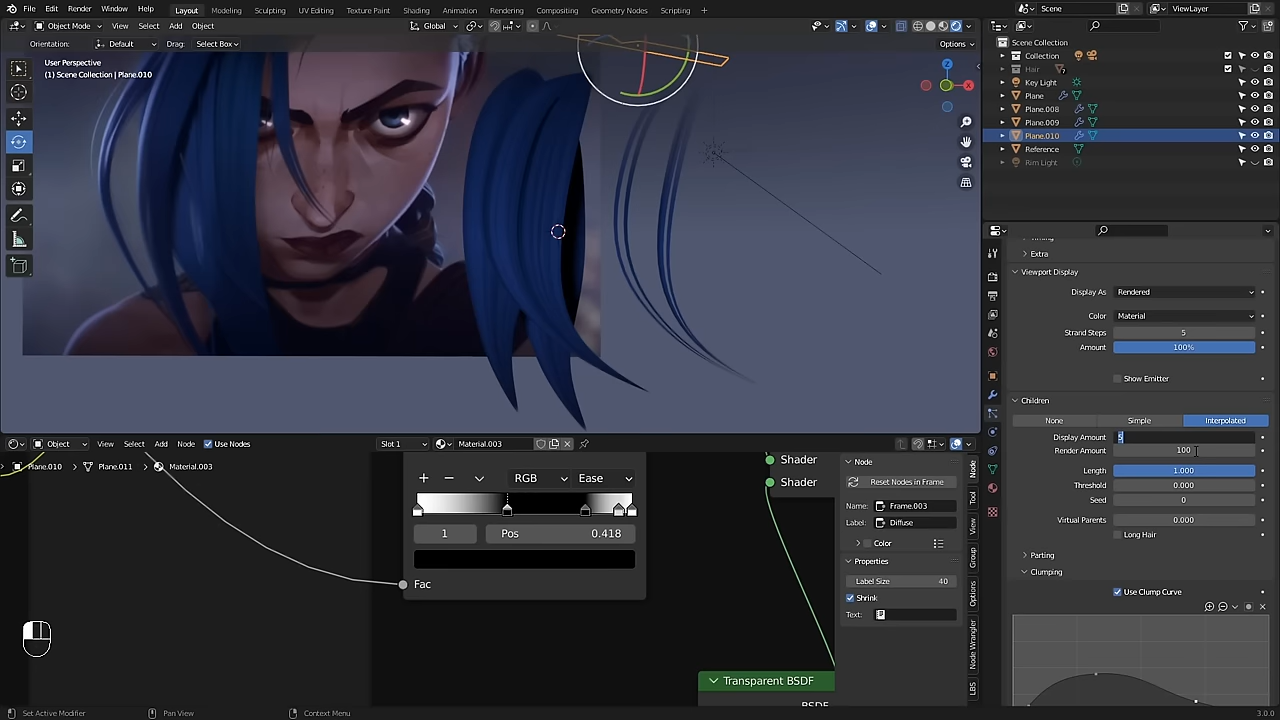 File Edit Render Window Help Layout Modeling Sculpting UV Editing Texture Paint Shading Animation Rendering Compositing Geometry Nodes Scripting + Scene ViewLayer
Object Mode View Select Add Object Global
Orientation: Default Drag: Select Box Options
User Perspective
(1) Scene Collection | Plane.010
Z
X
Scene Collection
Collection
Hair
Key Light
Plane
Plane.008
Plane.009
Plane.010
Reference
Rim Light
Extra
Viewport Display
Display As Rendered
Color Material
Strand Steps 5
Amount 100%
Show Emitter
Children
None Simple Interpolated
Display Amount 5
Render Amount 100
Length 1.000
Threshold 0.000
Seed 0
Virtual Parents 0.000
Long Hair
Parting
Clumping
Use Clump Curve
Object View Select Add Node Use Nodes Slot 1 Material.003
Plane.010 Plane.011 Material.003
RGB Ease
1 Pos 0.418
Fac
Shader
Shader
Transparent BSDF
BSDF
Node
Reset Nodes in Frame
Name: Frame.003
Label: Diffuse
Color
Properties
Label Size 40
Shrink
Text:
Node
Tool
View
Group
Options
Node Wrangler
LBS
Set Active Modifier Pan View Context Menu 3.0.0